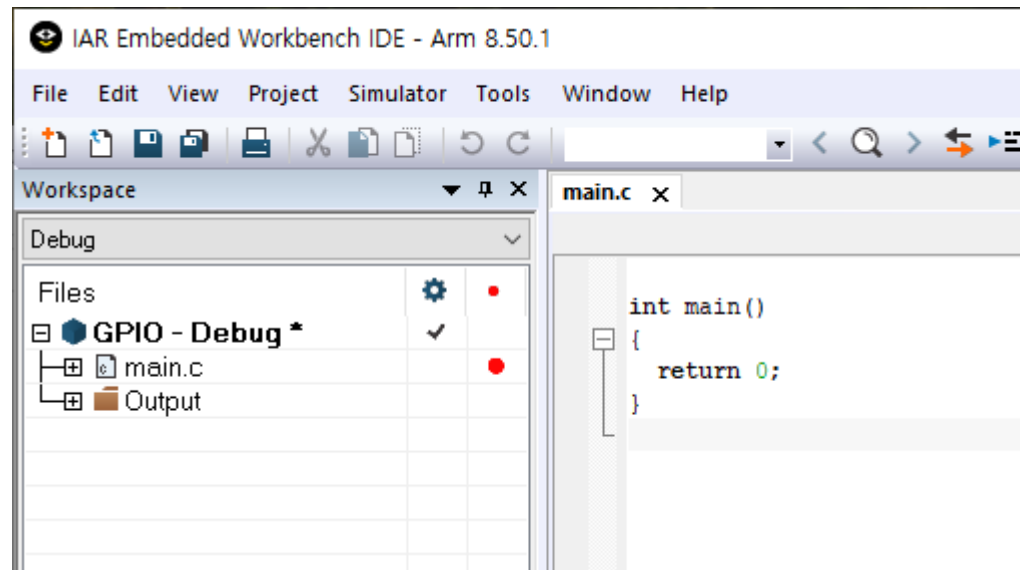 IAR Embedded Workbench IDE - Arm 8.50.1
File Edit View Project Simulator Tools Window Help
Workspace
main.c
Debug
Files
GPIO - Debug *
main.c
Output
int main()
{
return 0;
}